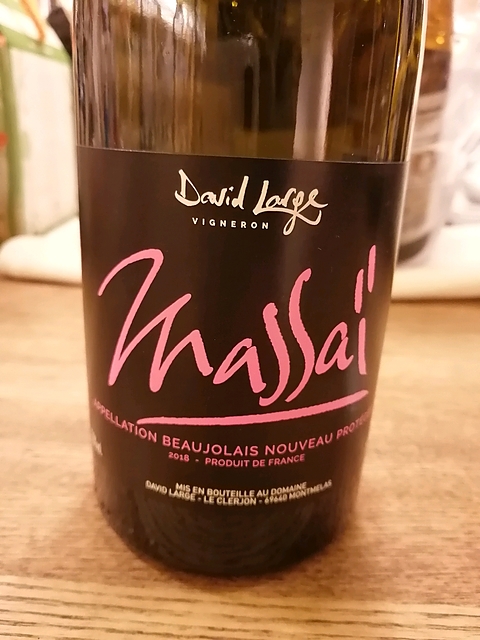 David Large
VIGNERON
Massaï
APPELLATION BEAUJOLAIS NOUVEAU
2018 - PRODUIT DE FRANCE
MIS EN BOUTEILLE AU DOMAINE
DAVID LARGE - LE CLERJON - 69640 MONTMELAS